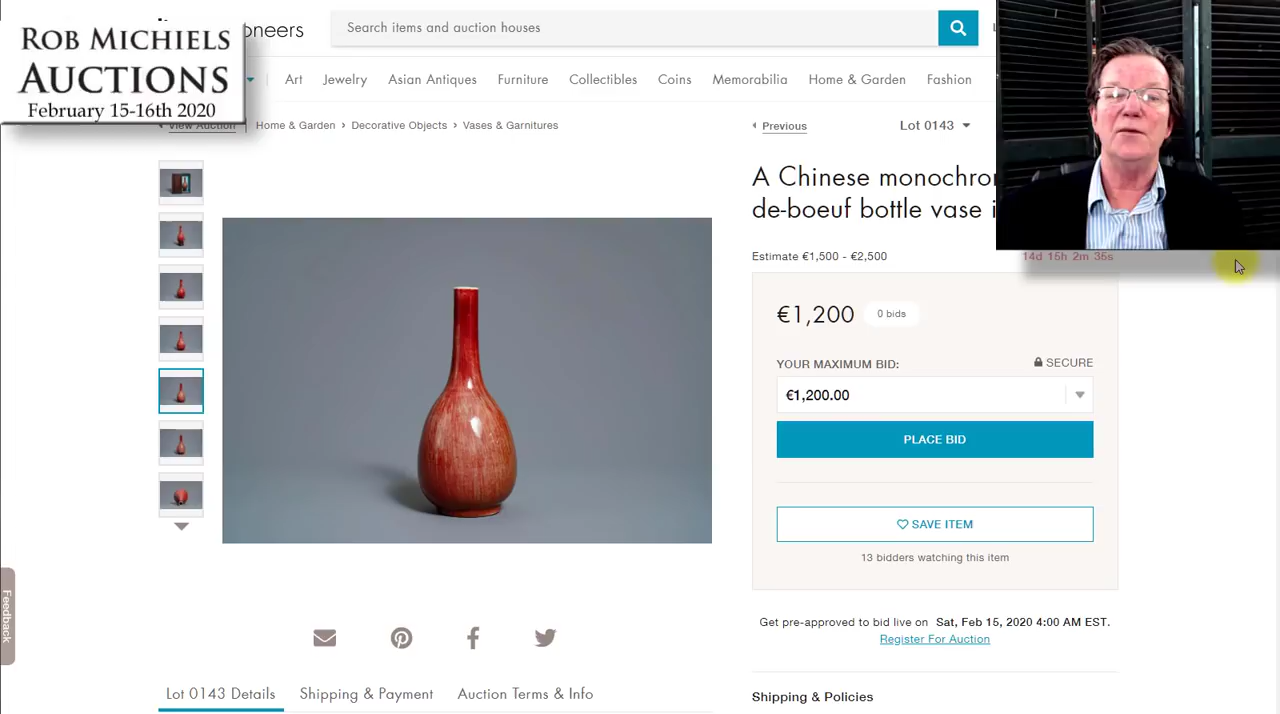 ROB MICHIELS
AUCTIONS
February 15-16th 2020
Search items and auction houses
Art
Jewelry
Asian Antiques
Furniture
Collectibles
Coins
Memorabilia
Home & Garden
Fashion
View Auction
Home & Garden › Decorative Objects › Vases & Garnitures
Previous
Lot 0143
A Chinese
de-boeuf bottle vase
Estimate €1,500 - €2,500
14d 15h 2m 35s
€1,200
0 bids
YOUR MAXIMUM BID:
SECURE
€1,200.00
PLACE BID
SAVE ITEM
13 bidders watching this item
Feedback
Get pre-approved to bid live on Sat, Feb 15, 2020 4:00 AM EST.
Register For Auction
Lot 0143 Details
Shipping & Payment
Auction Terms & Info
Shipping & Policies